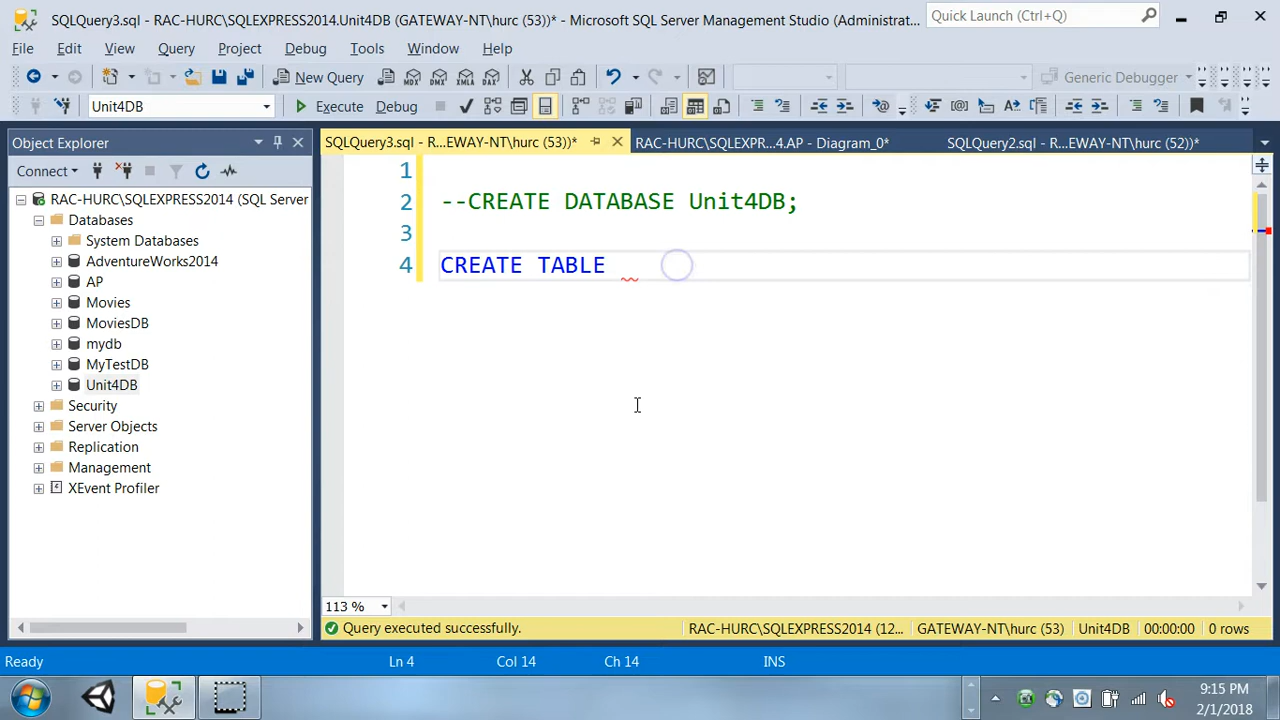 SQLQuery3.sql - RAC-HURC\SQLEXPRESS2014.Unit4DB (GATEWAY-NT\hurc (53))* - Microsoft SQL Server Management Studio (Administrat...
Quick Launch (Ctrl+Q)
File Edit View Query Project Debug Tools Window Help
New Query
MDX DMX XMLA DAX
Generic Debugger
Unit4DB
Execute Debug
Object Explorer
SQLQuery3.sql - R...EWAY-NT\hurc (53))*
RAC-HURC\SQLEXPR...4.AP - Diagram_0*
SQLQuery2.sql - R...EWAY-NT\hurc (52))*
Connect
RAC-HURC\SQLEXPRESS2014 (SQL Server
Databases
System Databases
AdventureWorks2014
AP
Movies
MoviesDB
mydb
MyTestDB
Unit4DB
Security
Server Objects
Replication
Management
XEvent Profiler
1
2 --CREATE DATABASE Unit4DB;
3
4 CREATE TABLE
113 %
Query executed successfully.
RAC-HURC\SQLEXPRESS2014 (12... GATEWAY-NT\hurc (53) Unit4DB 00:00:00 0 rows
Ready Ln 4 Col 14 Ch 14 INS
9:15 PM
2/1/2018